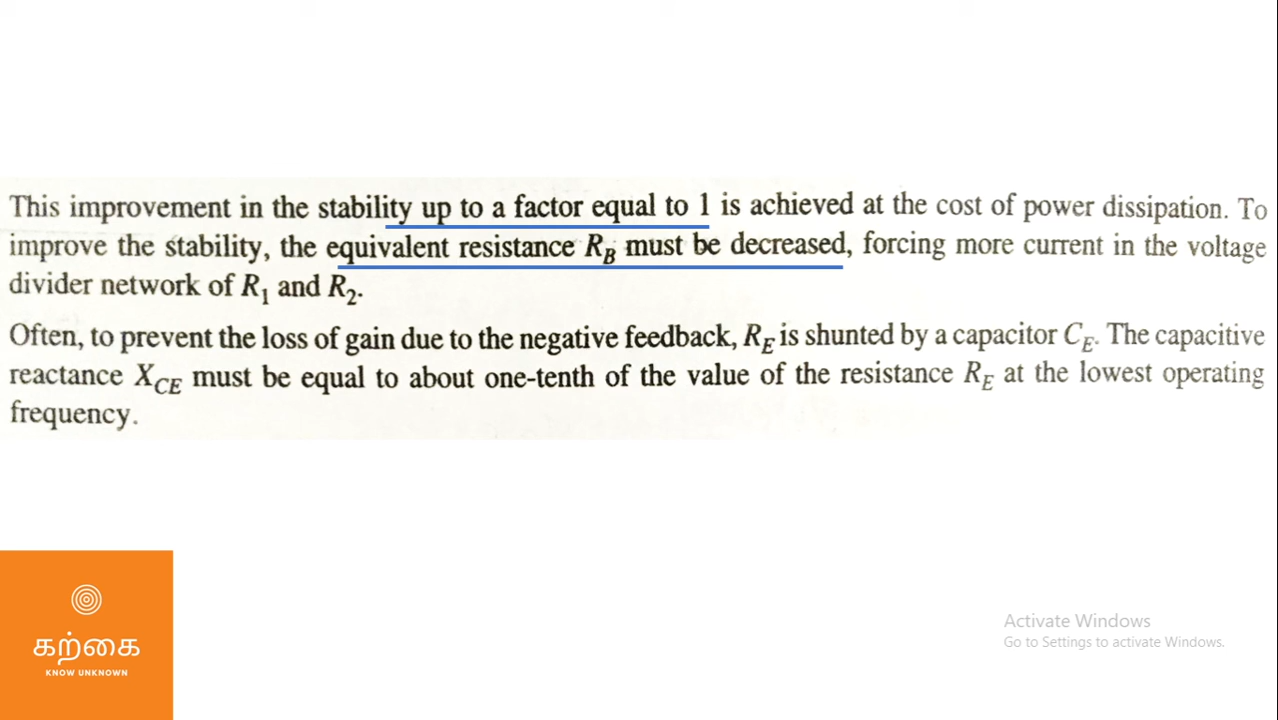 This improvement in the stability up to a factor equal to 1 is achieved at the cost of power dissipation. To
improve the stability, the equivalent resistance R_B must be decreased, forcing more current in the voltage
divider network of R_1 and R_2.
Often, to prevent the loss of gain due to the negative feedback, R_E is shunted by a capacitor C_E. The capacitive
reactance X_CE must be equal to about one-tenth of the value of the resistance R_E at the lowest operating
frequency.
கற்கை
KNOW UNKNOWN
Activate Windows
Go to Settings to activate Windows.